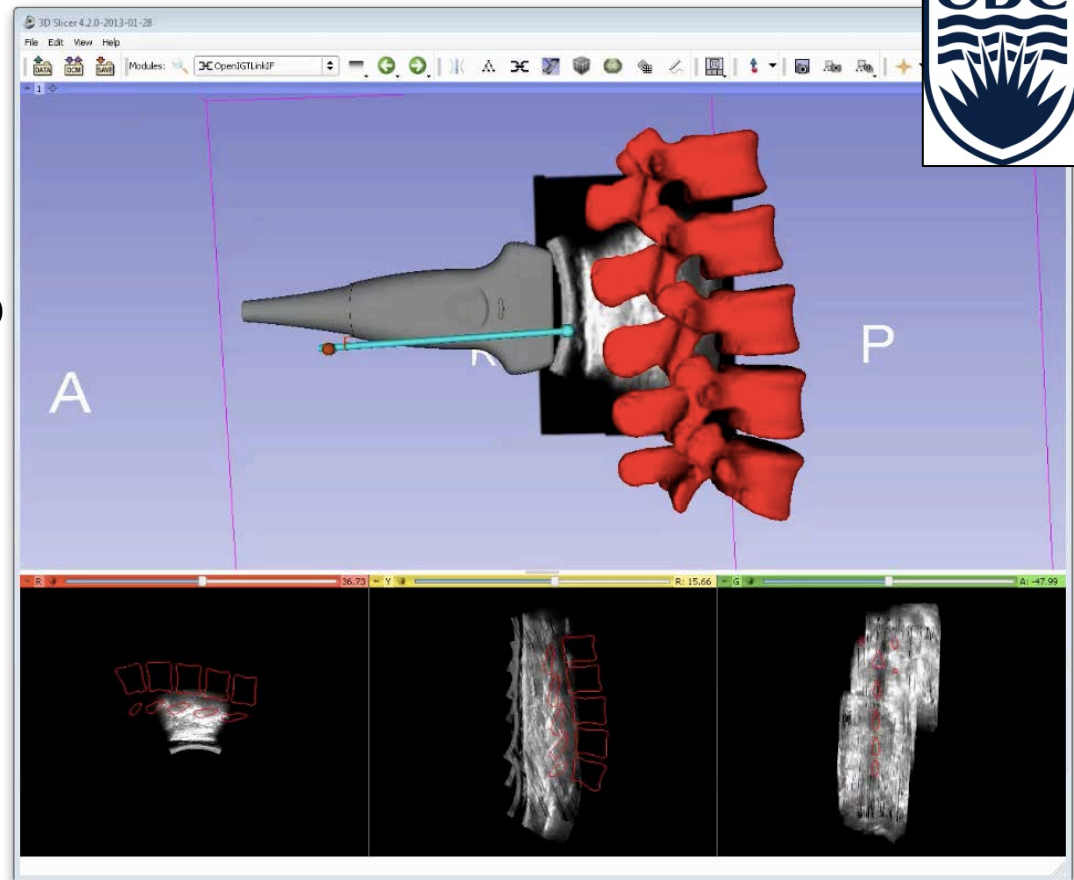 UBC
3D Slicer 4.2.0-2013-01-28
File Edit View Help
DATA DCM SAVE Modules: OpenIGTLinkIF
1
A
R
P
R 36.73 Y R: 15.66 G A: -47.99